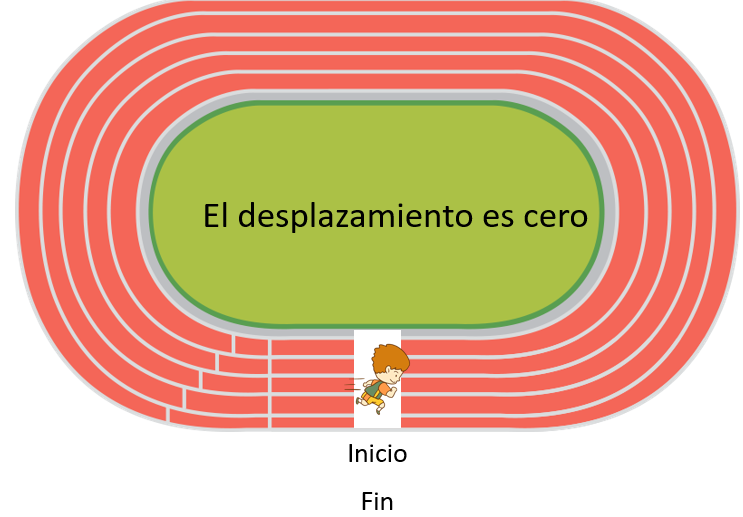 El desplazamiento es cero
Inicio
Fin